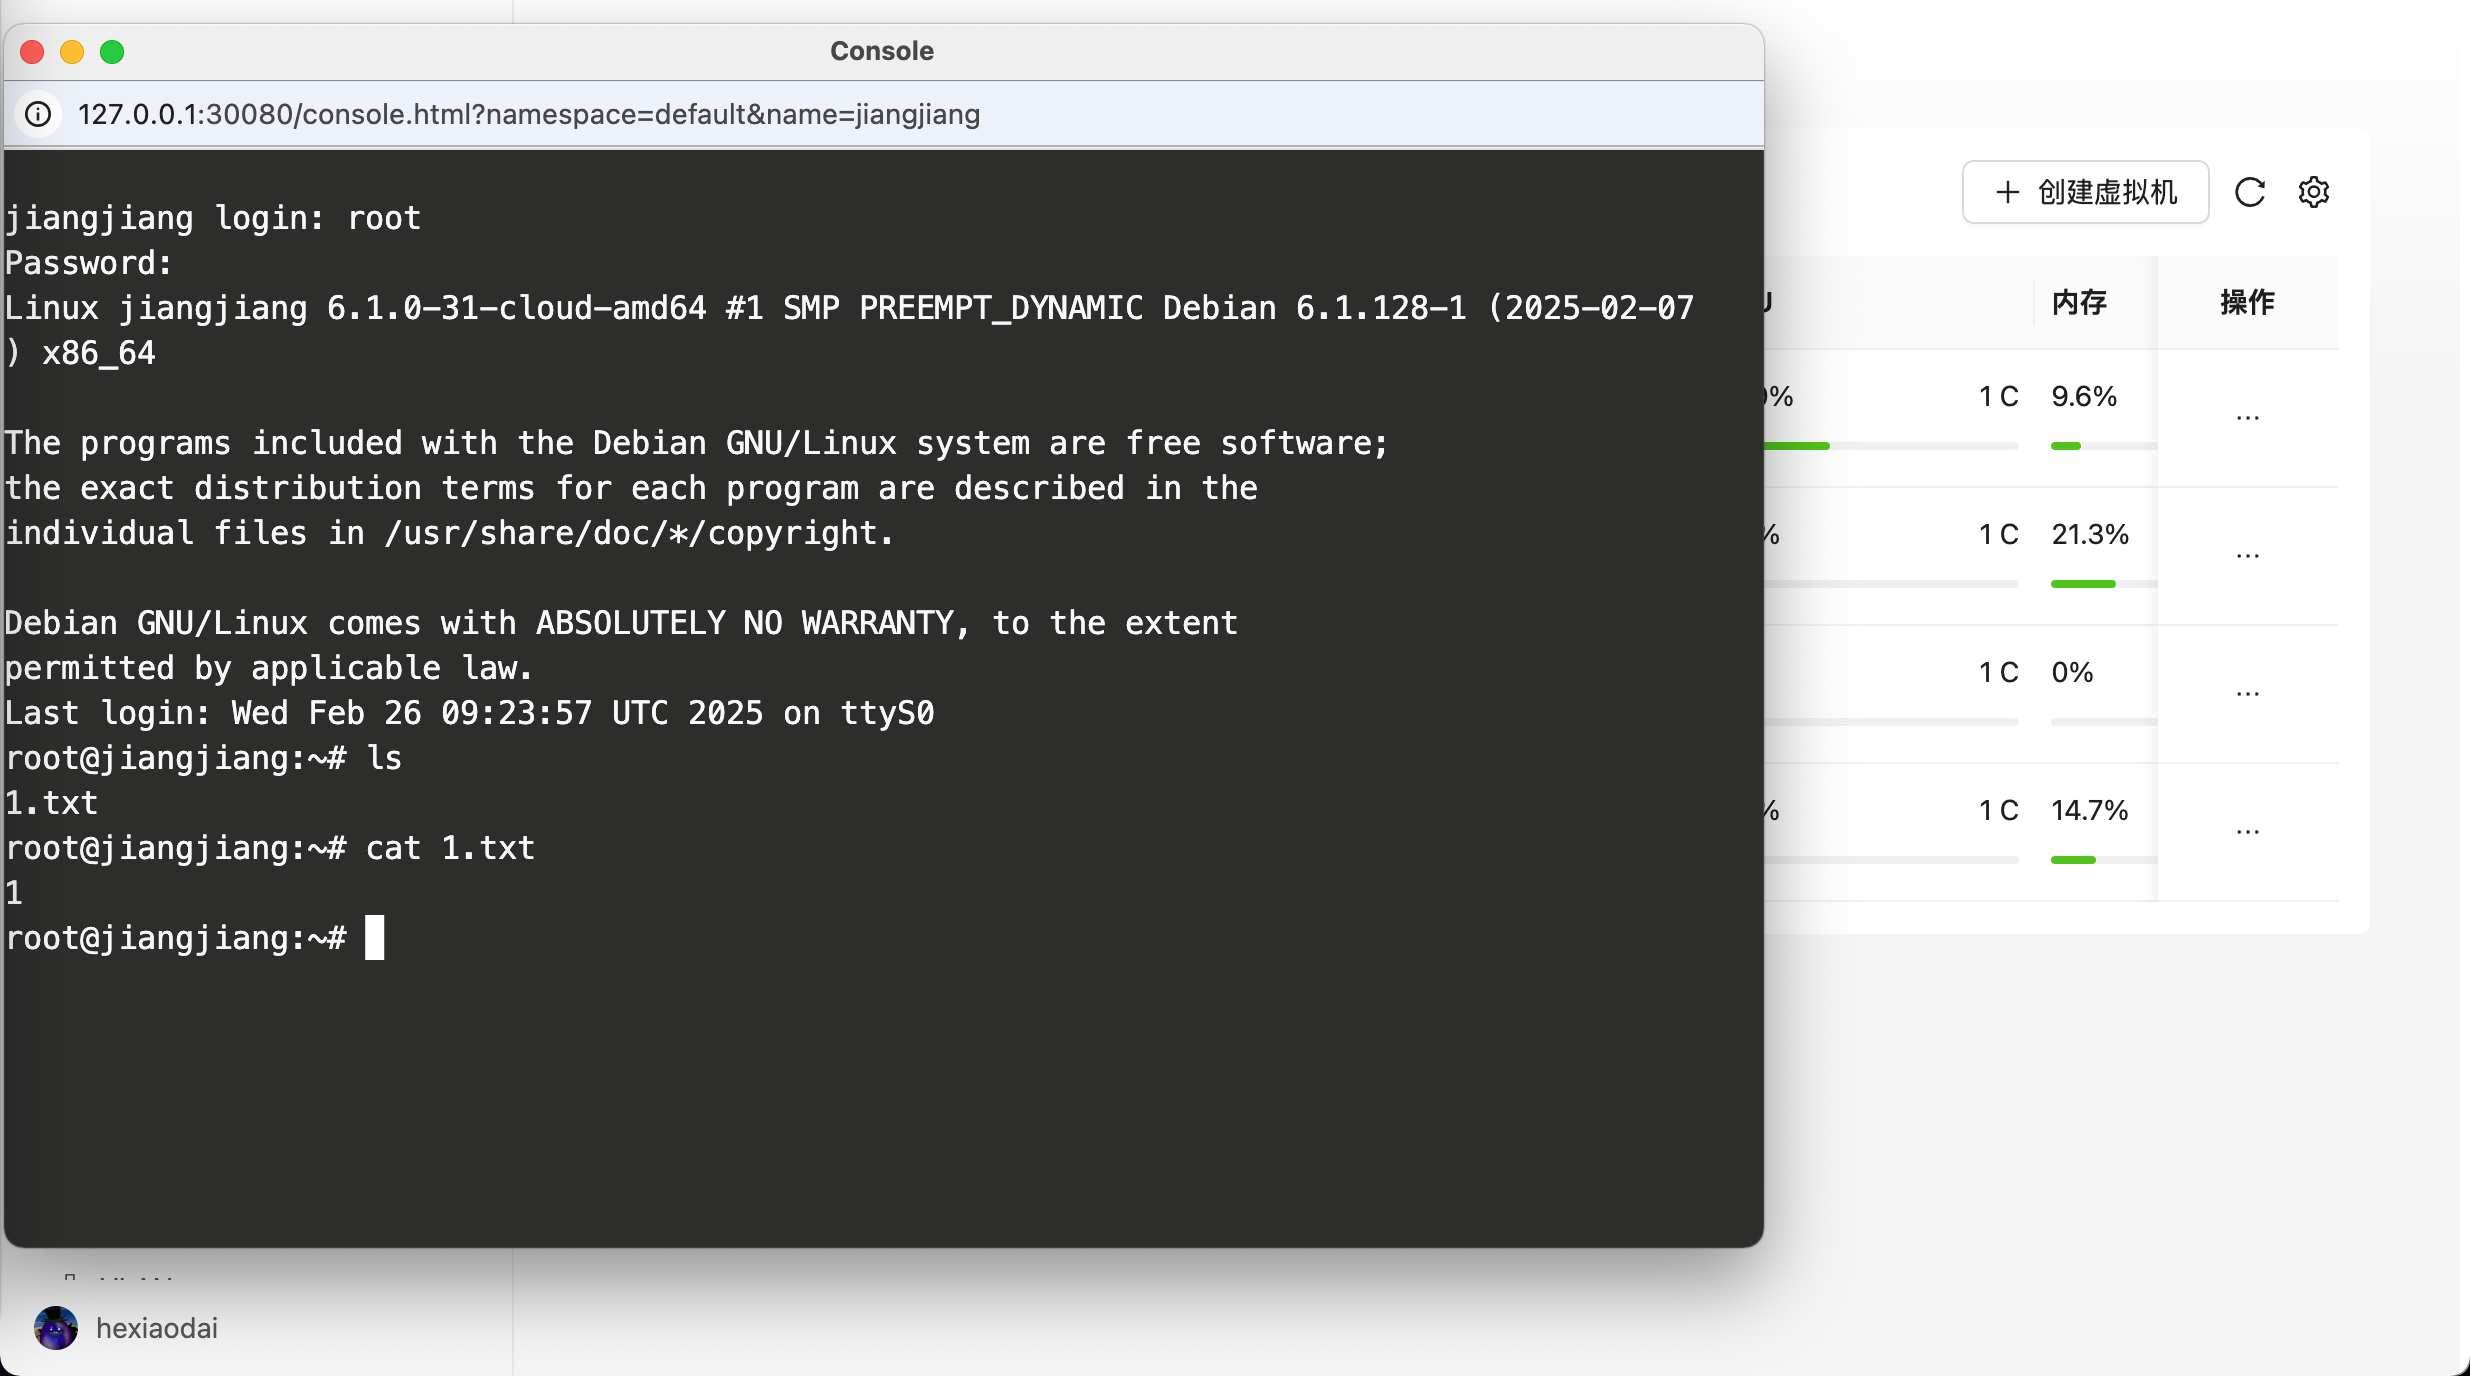 Console
127.0.0.1:30080/console.html?namespace=default&name=jiangjiang
jiangjiang login: root
Password:
Linux jiangjiang 6.1.0-31-cloud-amd64 #1 SMP PREEMPT_DYNAMIC Debian 6.1.128-1 (2025-02-07
) x86_64
The programs included with the Debian GNU/Linux system are free software;
the exact distribution terms for each program are described in the
individual files in /usr/share/doc/*/copyright.
Debian GNU/Linux comes with ABSOLUTELY NO WARRANTY, to the extent
permitted by applicable law.
Last login: Wed Feb 26 09:23:57 UTC 2025 on ttyS0
root@jiangjiang:~# ls
1.txt
root@jiangjiang:~# cat 1.txt
1
root@jiangjiang:~#
创建虚拟机
内存 操作
% 1 C 9.6% ...
% 1 C 21.3% ...
1 C 0% ...
% 1 C 14.7% ...
hexiaodai